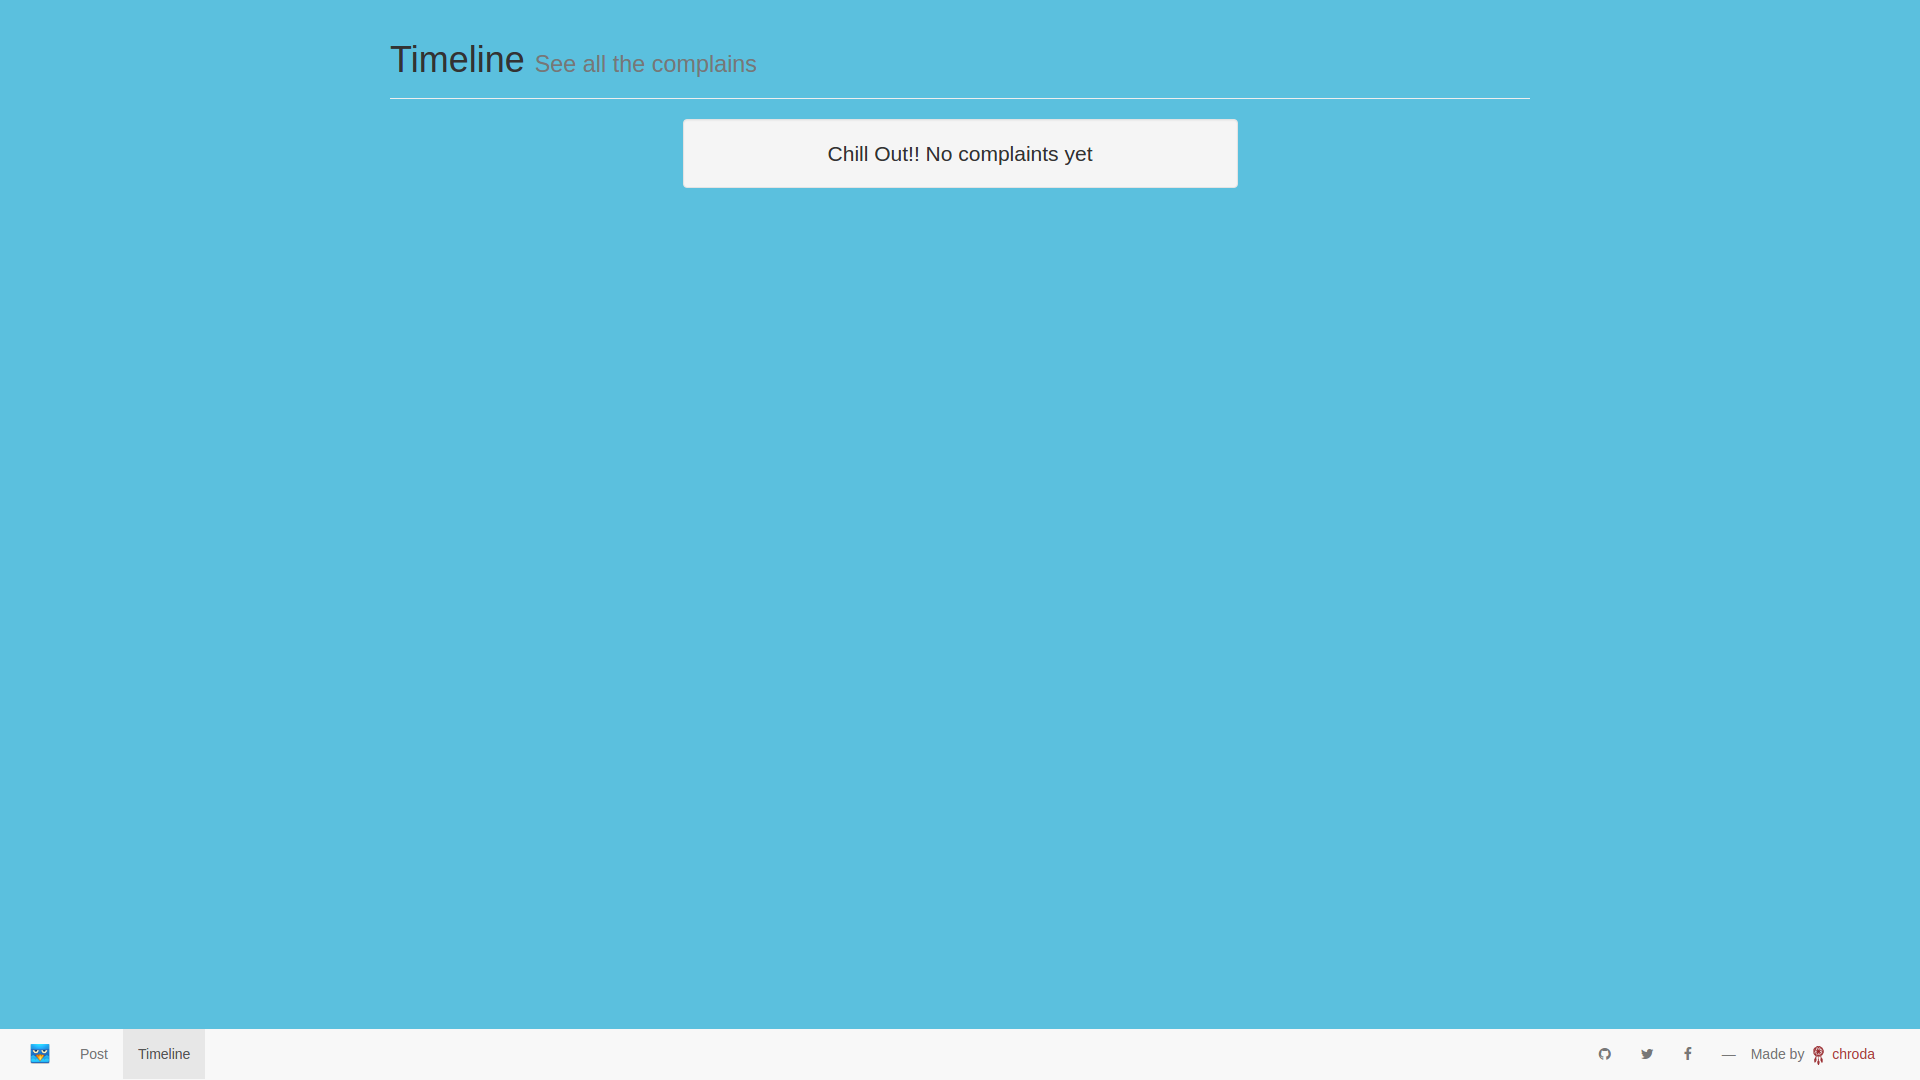 Timeline See all the complains
Chill Out!! No complaints yet
Post Timeline — Made by chroda